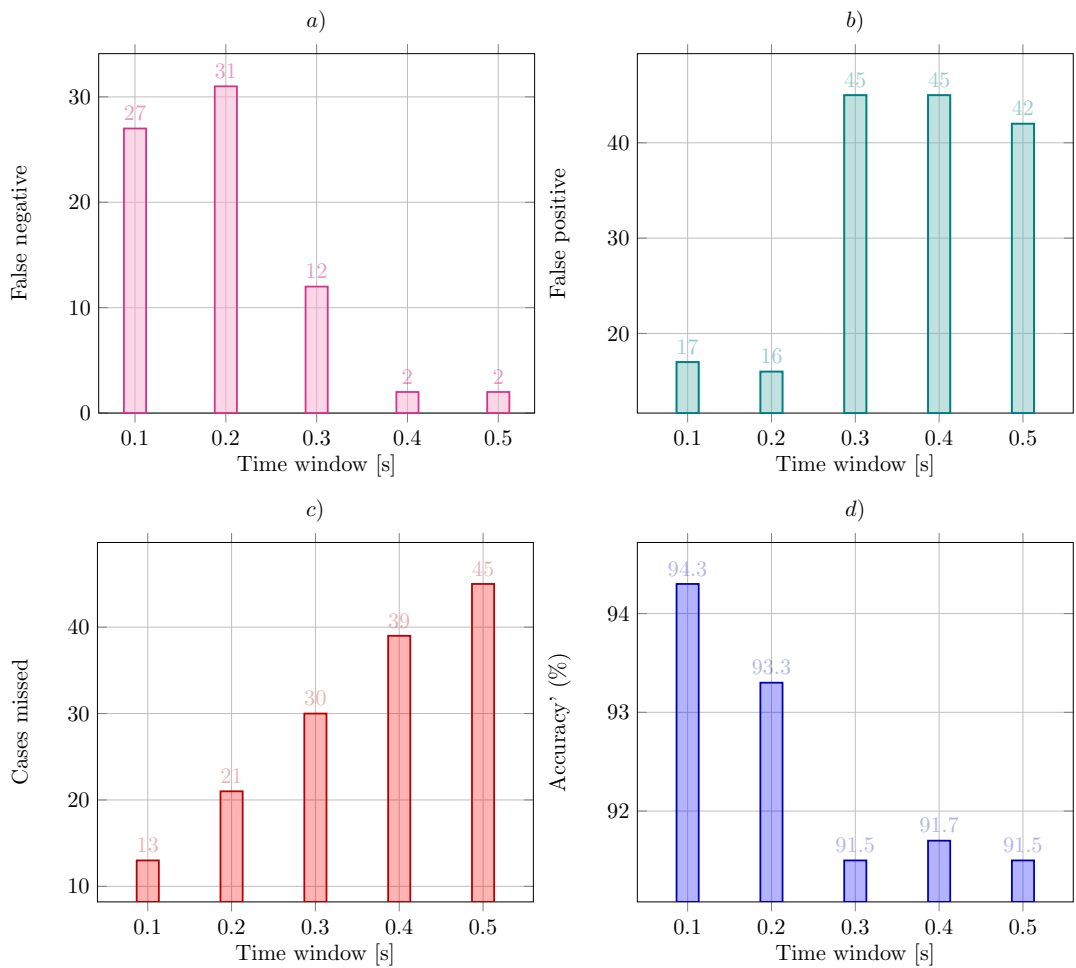 a)
False negative
30
20
10
0
27
31
12
2
2
0.1 0.2 0.3 0.4 0.5
Time window [s]
b)
False positive
40
30
20
17
16
45
45
42
0.1 0.2 0.3 0.4 0.5
Time window [s]
c)
Cases missed
40
30
20
10
13
21
30
39
45
0.1 0.2 0.3 0.4 0.5
Time window [s]
d)
Accuracy' (%)
94
93
92
94.3
93.3
91.5
91.7
91.5
0.1 0.2 0.3 0.4 0.5
Time window [s]